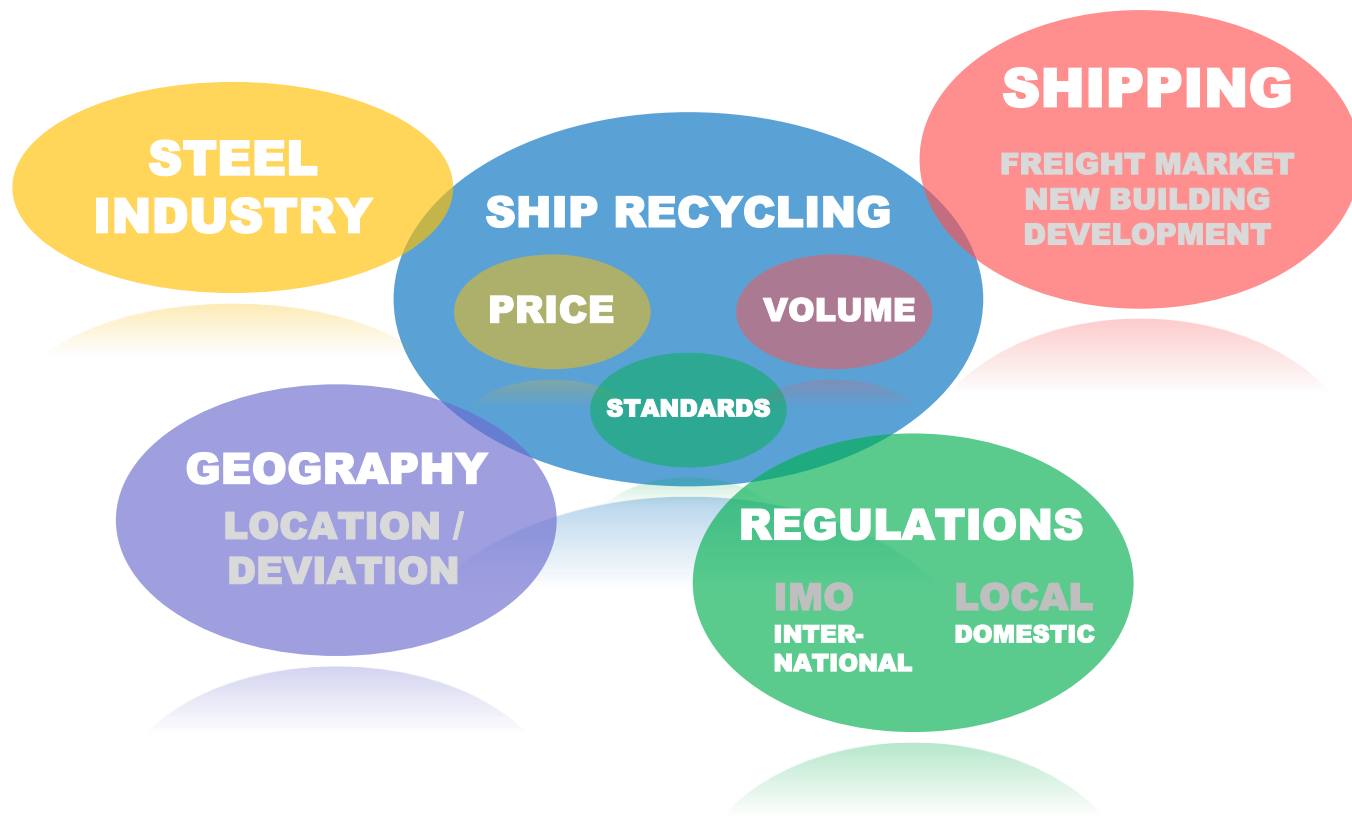 STEEL
INDUSTRY
SHIP RECYCLING
PRICE
VOLUME
STANDARDS
SHIPPING
FREIGHT MARKET
NEW BUILDING
DEVELOPMENT
GEOGRAPHY
LOCATION /
DEVIATION
REGULATIONS
IMO
INTER-
NATIONAL
LOCAL
DOMESTIC